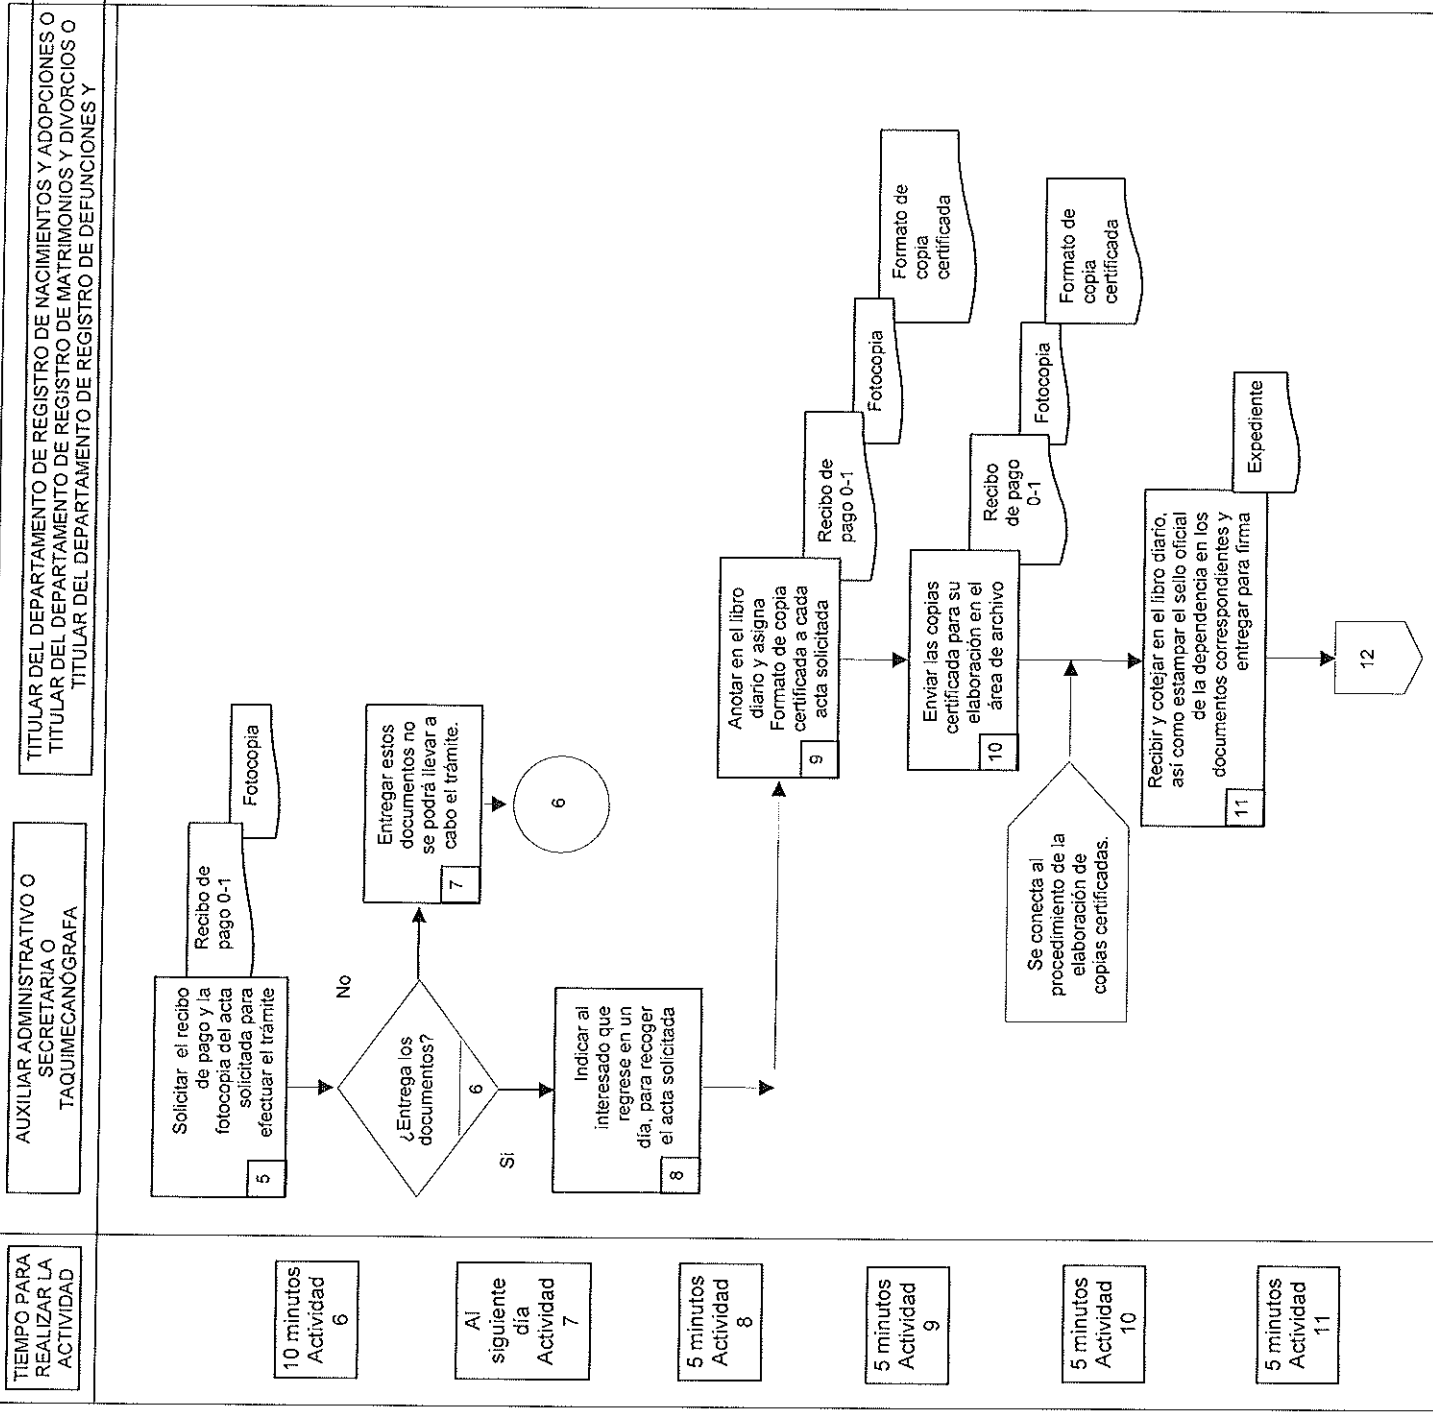 TIEMPO PARA
REALIZAR LA
ACTIVIDAD
AUXILIAR ADMINISTRATIVO O
SECRETARIA O
TAQUIMECANÓGRAFA
TITULAR DEL DEPARTAMENTO DE REGISTRO DE NACIMIENTOS Y ADOPCIONES O
TITULAR DEL DEPARTAMENTO DE REGISTRO DE MATRIMONIOS Y DIVORCIOS O
TITULAR DEL DEPARTAMENTO DE REGISTRO DE DEFUNCIONES Y
Solicitar el recibo
de pago y la
fotocopia del acta
solicitada para
efectuar el trámite
5
Recibo de
pago 0-1
Fotocopia
10 minutos
Actividad
6
¿Entrega los
documentos?
6
No
Si
Entregar estos
documentos no
se podrá llevar a
cabo el trámite.
7
6
Al
siguiente
día
Actividad
7
Indicar al
interesado que
regrese en un
día, para recoger
el acta solicitada
8
5 minutos
Actividad
8
Anotar en el libro
diario y asigna
Formato de copia
certificada a cada
acta solicitada
9
Recibo de
pago 0-1
Fotocopia
Formato de
copia
certificada
5 minutos
Actividad
9
Enviar las copias
certificada para su
elaboración en el
área de archivo
10
Recibo
de pago
0-1
Fotocopia
Formato de
copia
certificada
5 minutos
Actividad
10
Se conecta al
procedimiento de la
elaboración de
copias certificadas.
Recibir y cotejar en el libro diario,
así como estampar el sello oficial
de la dependencia en los
documentos correspondientes y
entregar para firma
11
Expediente
5 minutos
Actividad
11
12